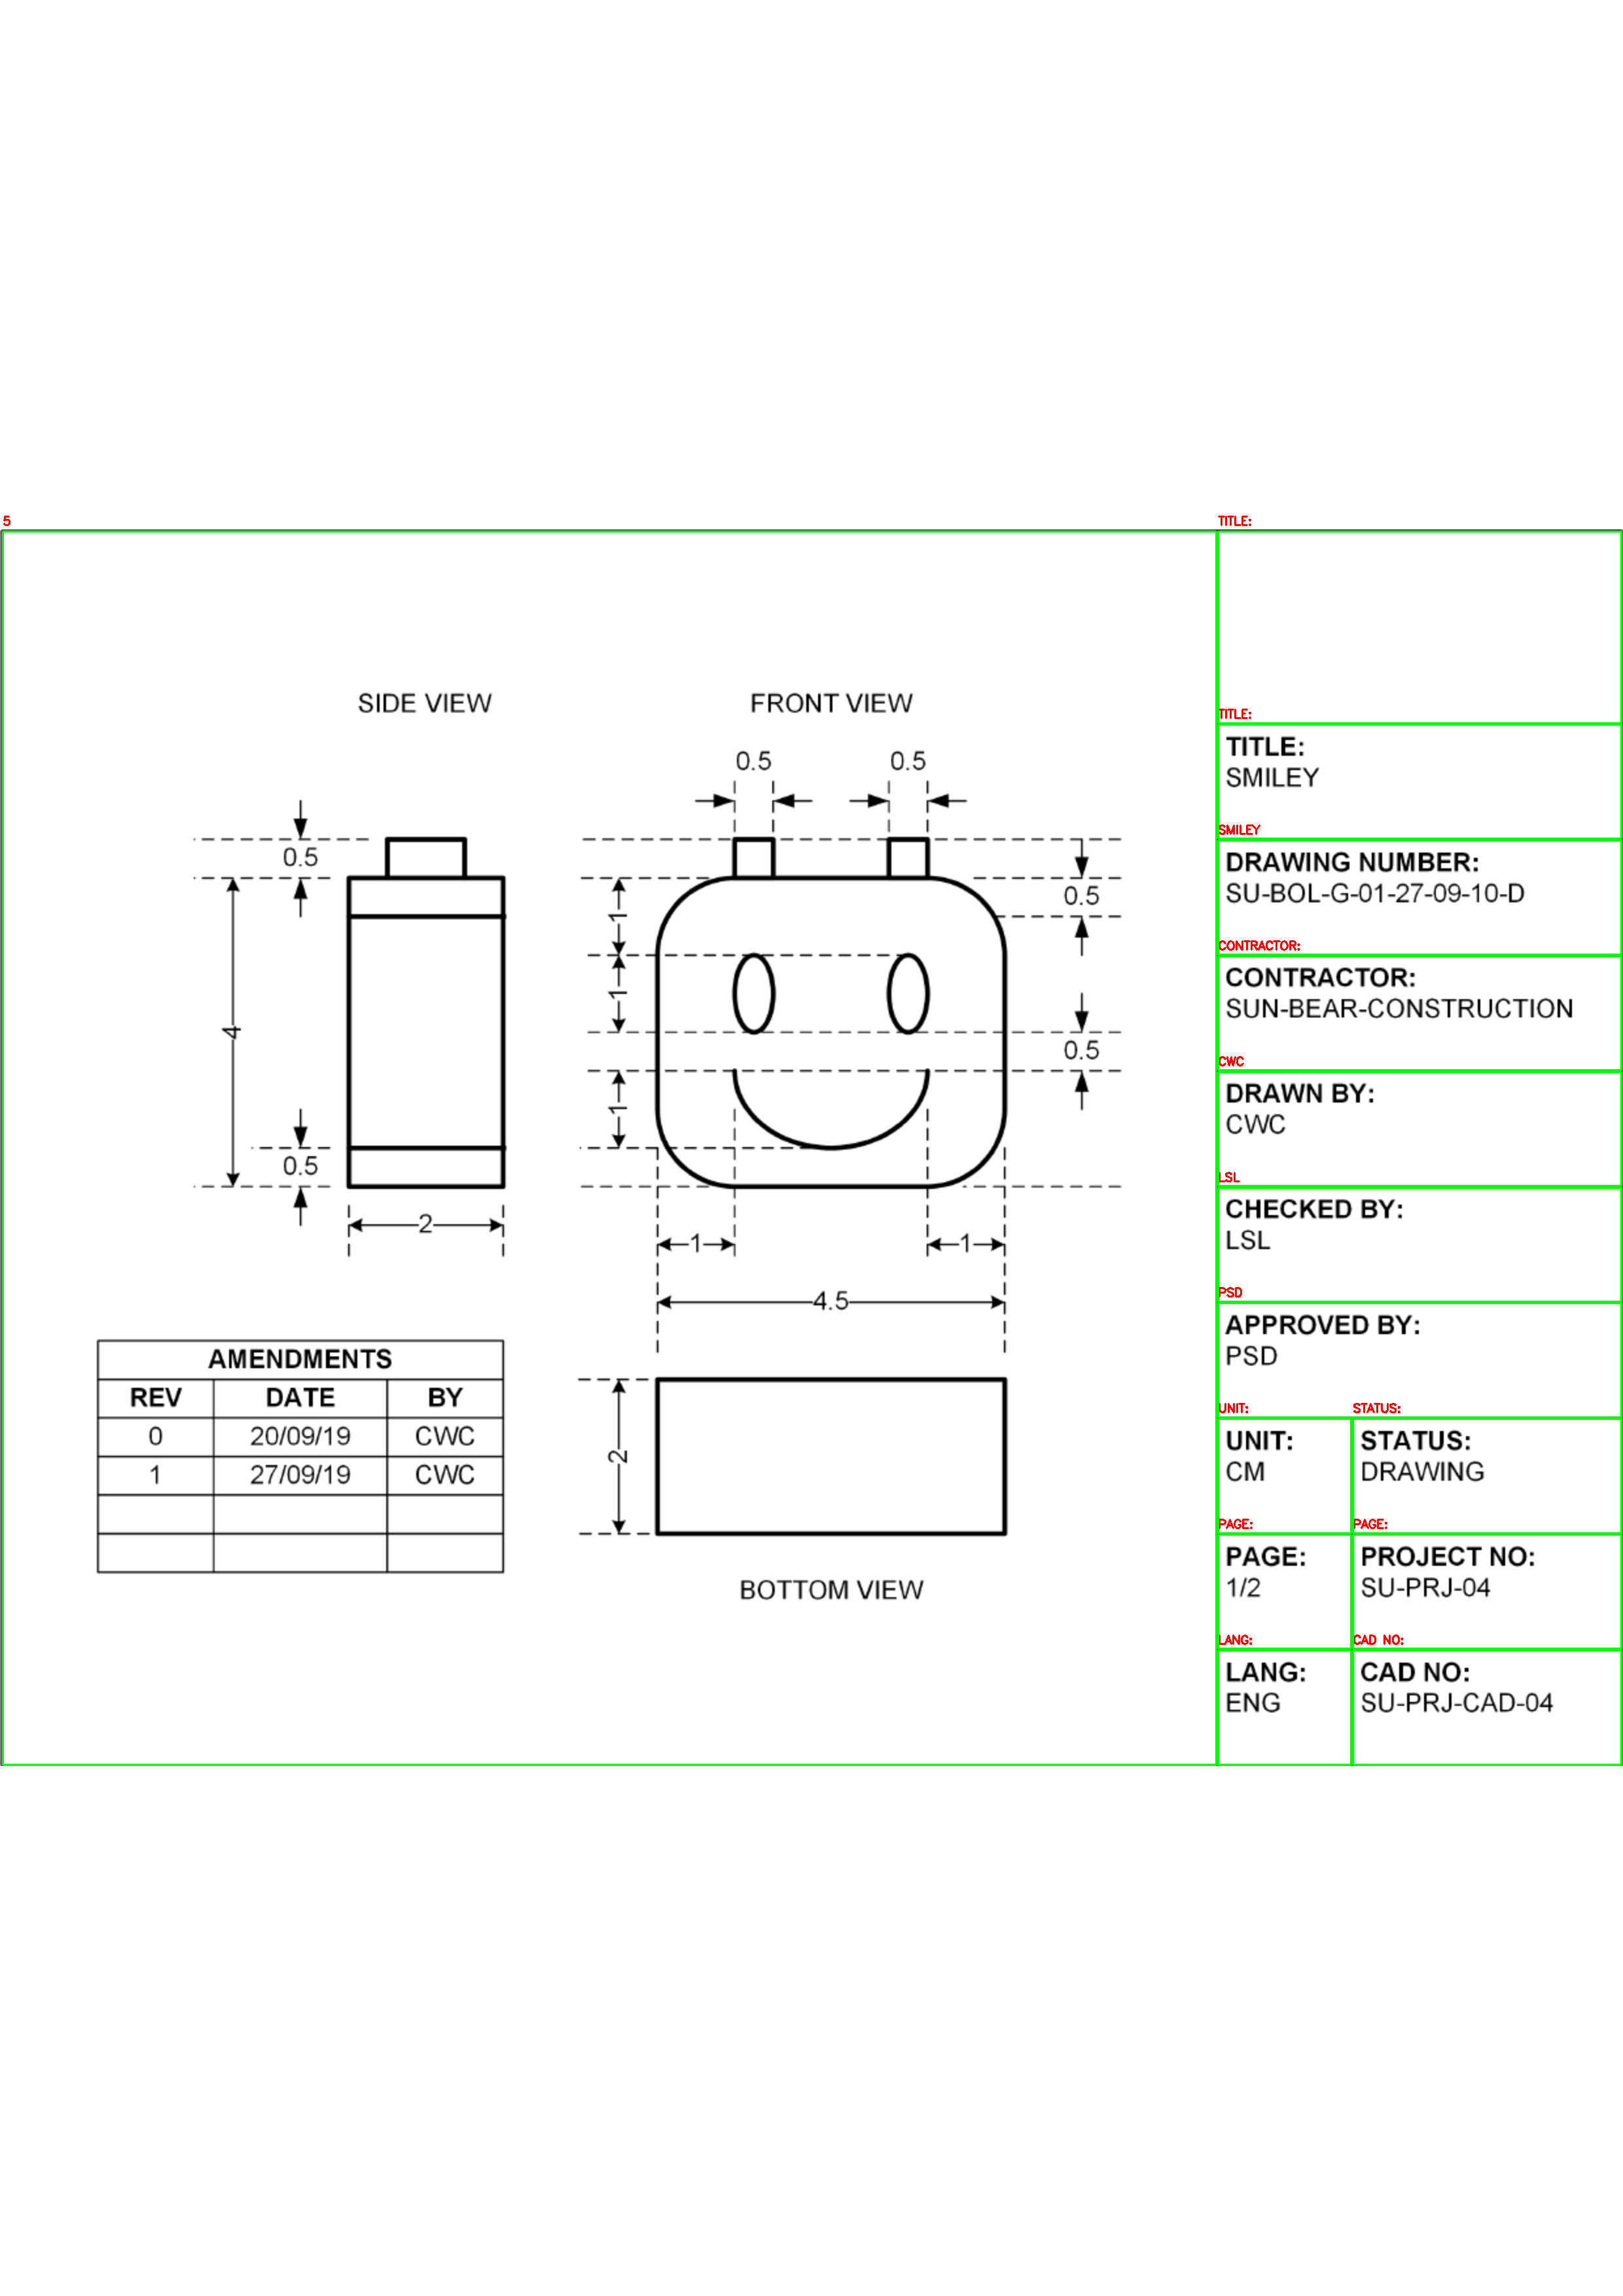 5
TITLE:
SIDE VIEW
FRONT VIEW
0.5
0.5
0.5
0.5
1
1
0.5
4
1
0.5
2
1
1
4.5
2
BOTTOM VIEW
AMENDMENTS
REV DATE BY
0 20/09/19 CWC
1 27/09/19 CWC
TITLE:
TITLE:
SMILEY
SMILEY
DRAWING NUMBER:
SU-BOL-G-01-27-09-10-D
CONTRACTOR:
CONTRACTOR:
SUN-BEAR-CONSTRUCTION
CWC
DRAWN BY:
CWC
LSL
CHECKED BY:
LSL
PSD
APPROVED BY:
PSD
UNIT: STATUS:
UNIT: STATUS:
CM DRAWING
PAGE: PAGE:
PAGE: PROJECT NO:
1/2 SU-PRJ-04
LANG: CAD NO:
LANG: CAD NO:
ENG SU-PRJ-CAD-04